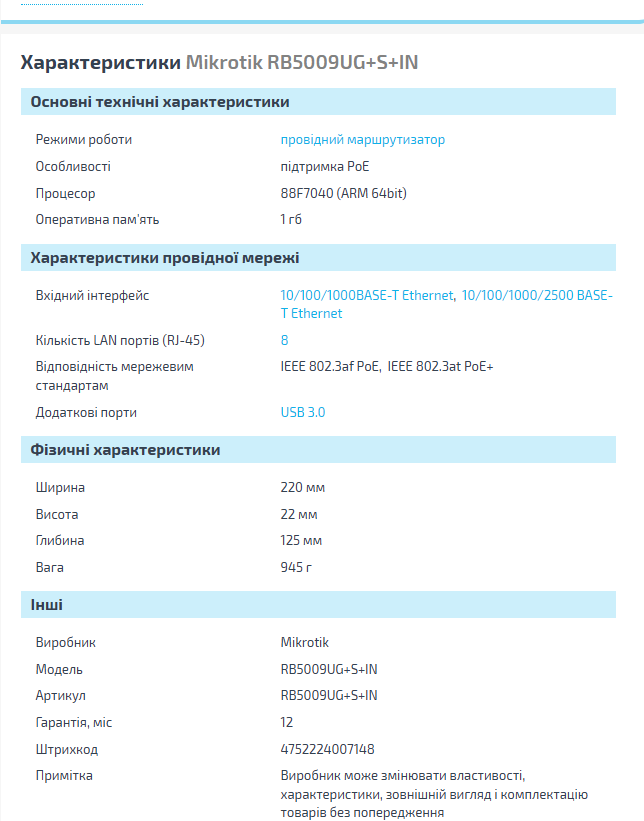 Характеристики Mikrotik RB5009UG+S+IN
Основні технічні характеристики
Режими роботи провідний маршрутизатор
Особливості підтримка PoE
Процесор 88F7040 (ARM 64bit)
Оперативна пам'ять 1 гб
Характеристики провідної мережі
Вхідний інтерфейс 10/100/1000BASE-T Ethernet, 10/100/1000/2500 BASE-
T Ethernet
Кількість LAN портів (RJ-45) 8
Відповідність мережевим IEEE 802.3af PoE, IEEE 802.3at PoE+
стандартам
Додаткові порти USB 3.0
Фізичні характеристики
Ширина 220 мм
Висота 22 мм
Глибина 125 мм
Вага 945 г
Інші
Виробник Mikrotik
Модель RB5009UG+S+IN
Артикул RB5009UG+S+IN
Гарантія, міс 12
Штрихкод 4752224007148
Примітка Виробник може змінювати властивості,
характеристики, зовнішній вигляд і комплектацію
товарів без попередження